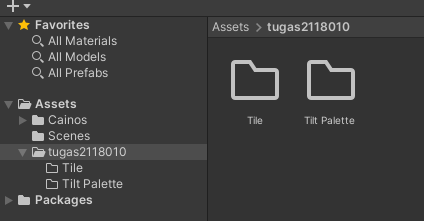 Favorites
All Materials
All Models
All Prefabs
Assets
Cainos
Scenes
tugas2118010
Tile
Tilt Palette
Packages
Assets > tugas2118010
Tile
Tilt Palette